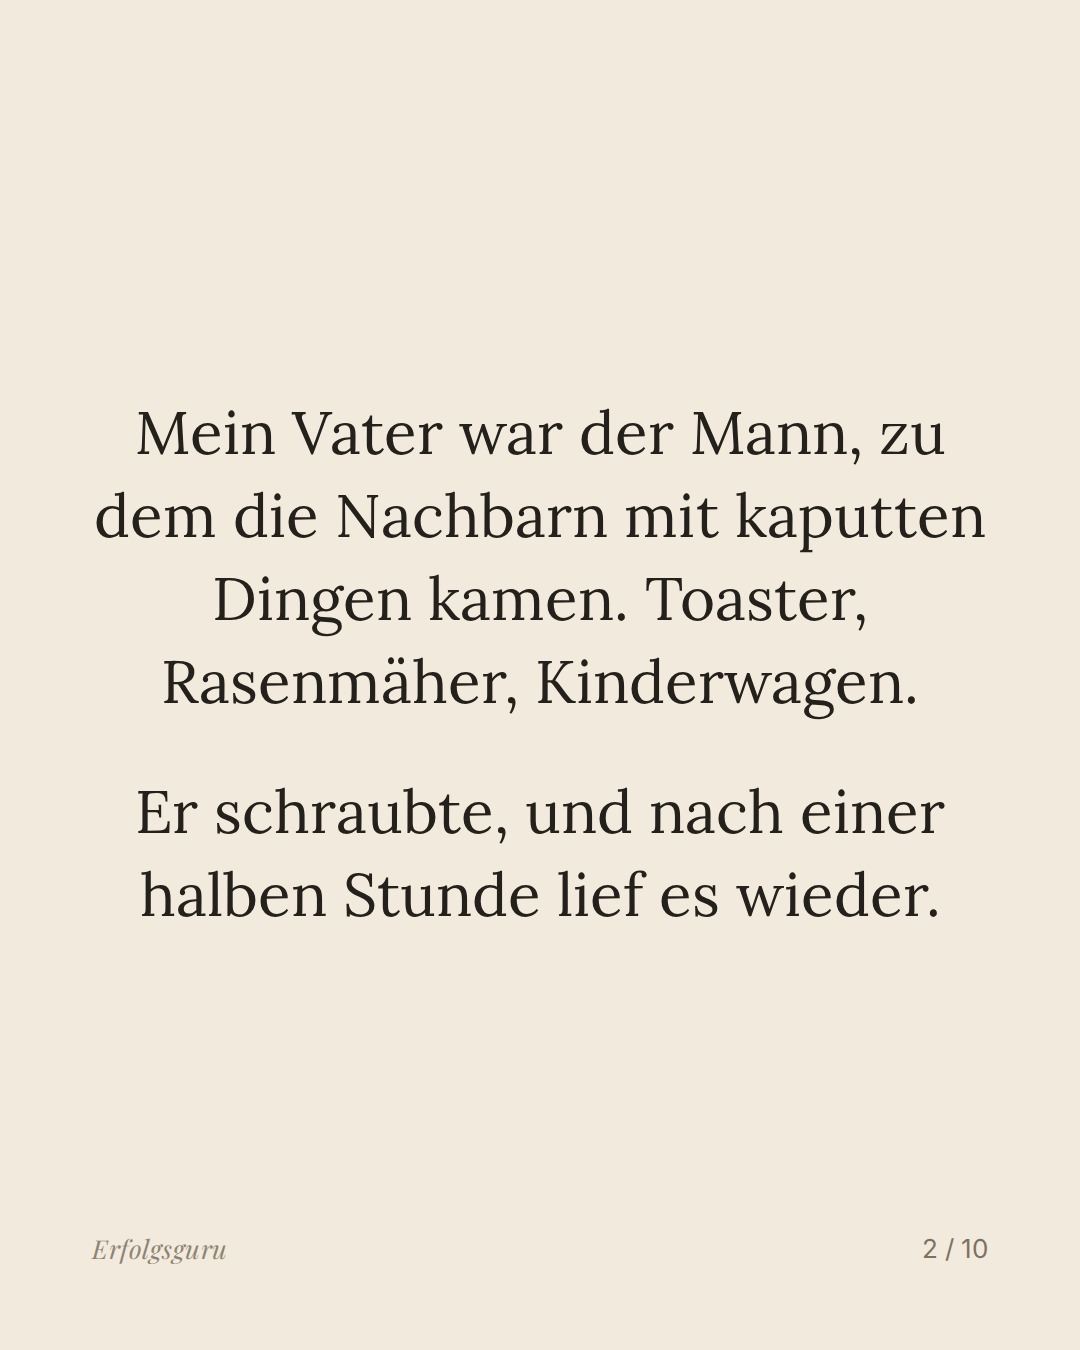 Mein Vater war der Mann, zu
dem die Nachbarn mit kaputten
Dingen kamen. Toaster,
Rasenmäher, Kinderwagen.
Er schraubte, und nach einer
halben Stunde lief es wieder.
Erfolgsguru
2 / 10